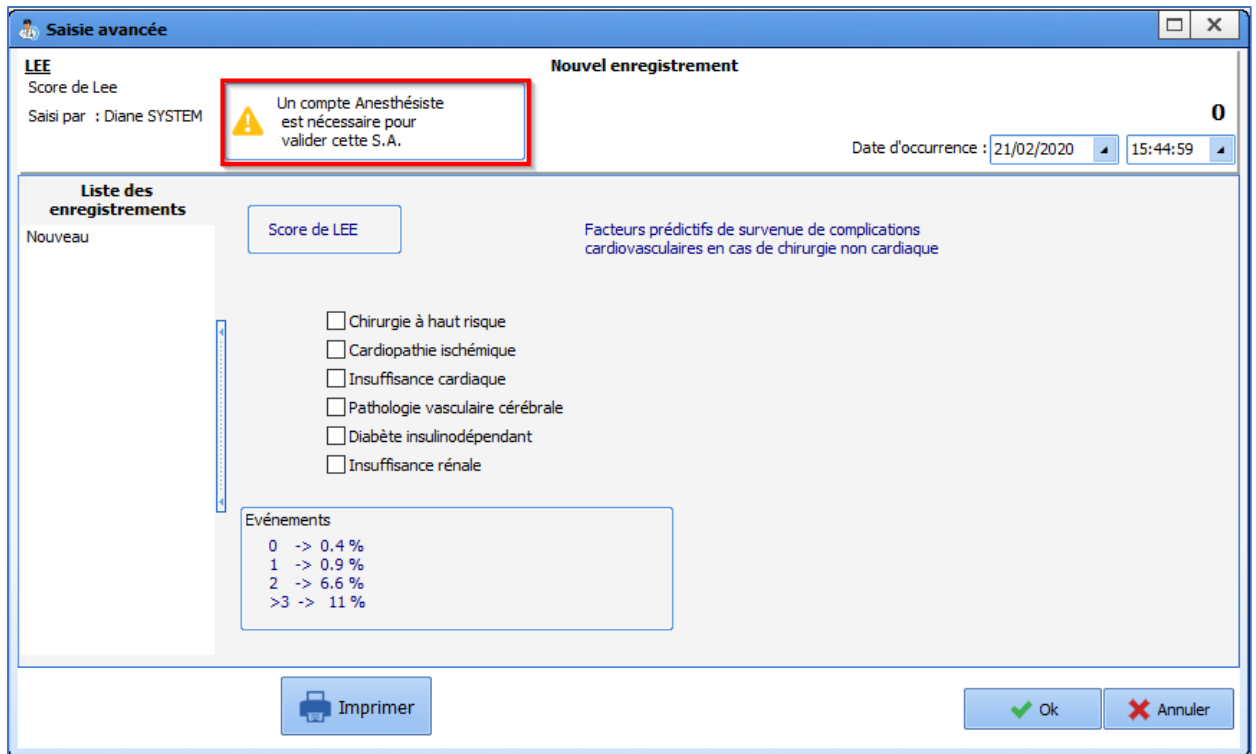 Saisie avancée
LEE
Score de Lee
Saisi par : Diane SYSTEM
Un compte Anesthésiste
est nécessaire pour
valider cette S.A.
Nouvel enregistrement
0
Date d'occurrence : 21/02/2020 15:44:59
Liste des
enregistrements
Nouveau
Score de LEE
Facteurs prédictifs de survenue de complications
cardiovasculaires en cas de chirurgie non cardiaque
Chirurgie à haut risque
Cardiopathie ischémique
Insuffisance cardiaque
Pathologie vasculaire cérébrale
Diabète insulinodépendant
Insuffisance rénale
Evénements
0 -> 0.4 %
1 -> 0.9 %
2 -> 6.6 %
>3 -> 11 %
Imprimer
Ok
Annuler